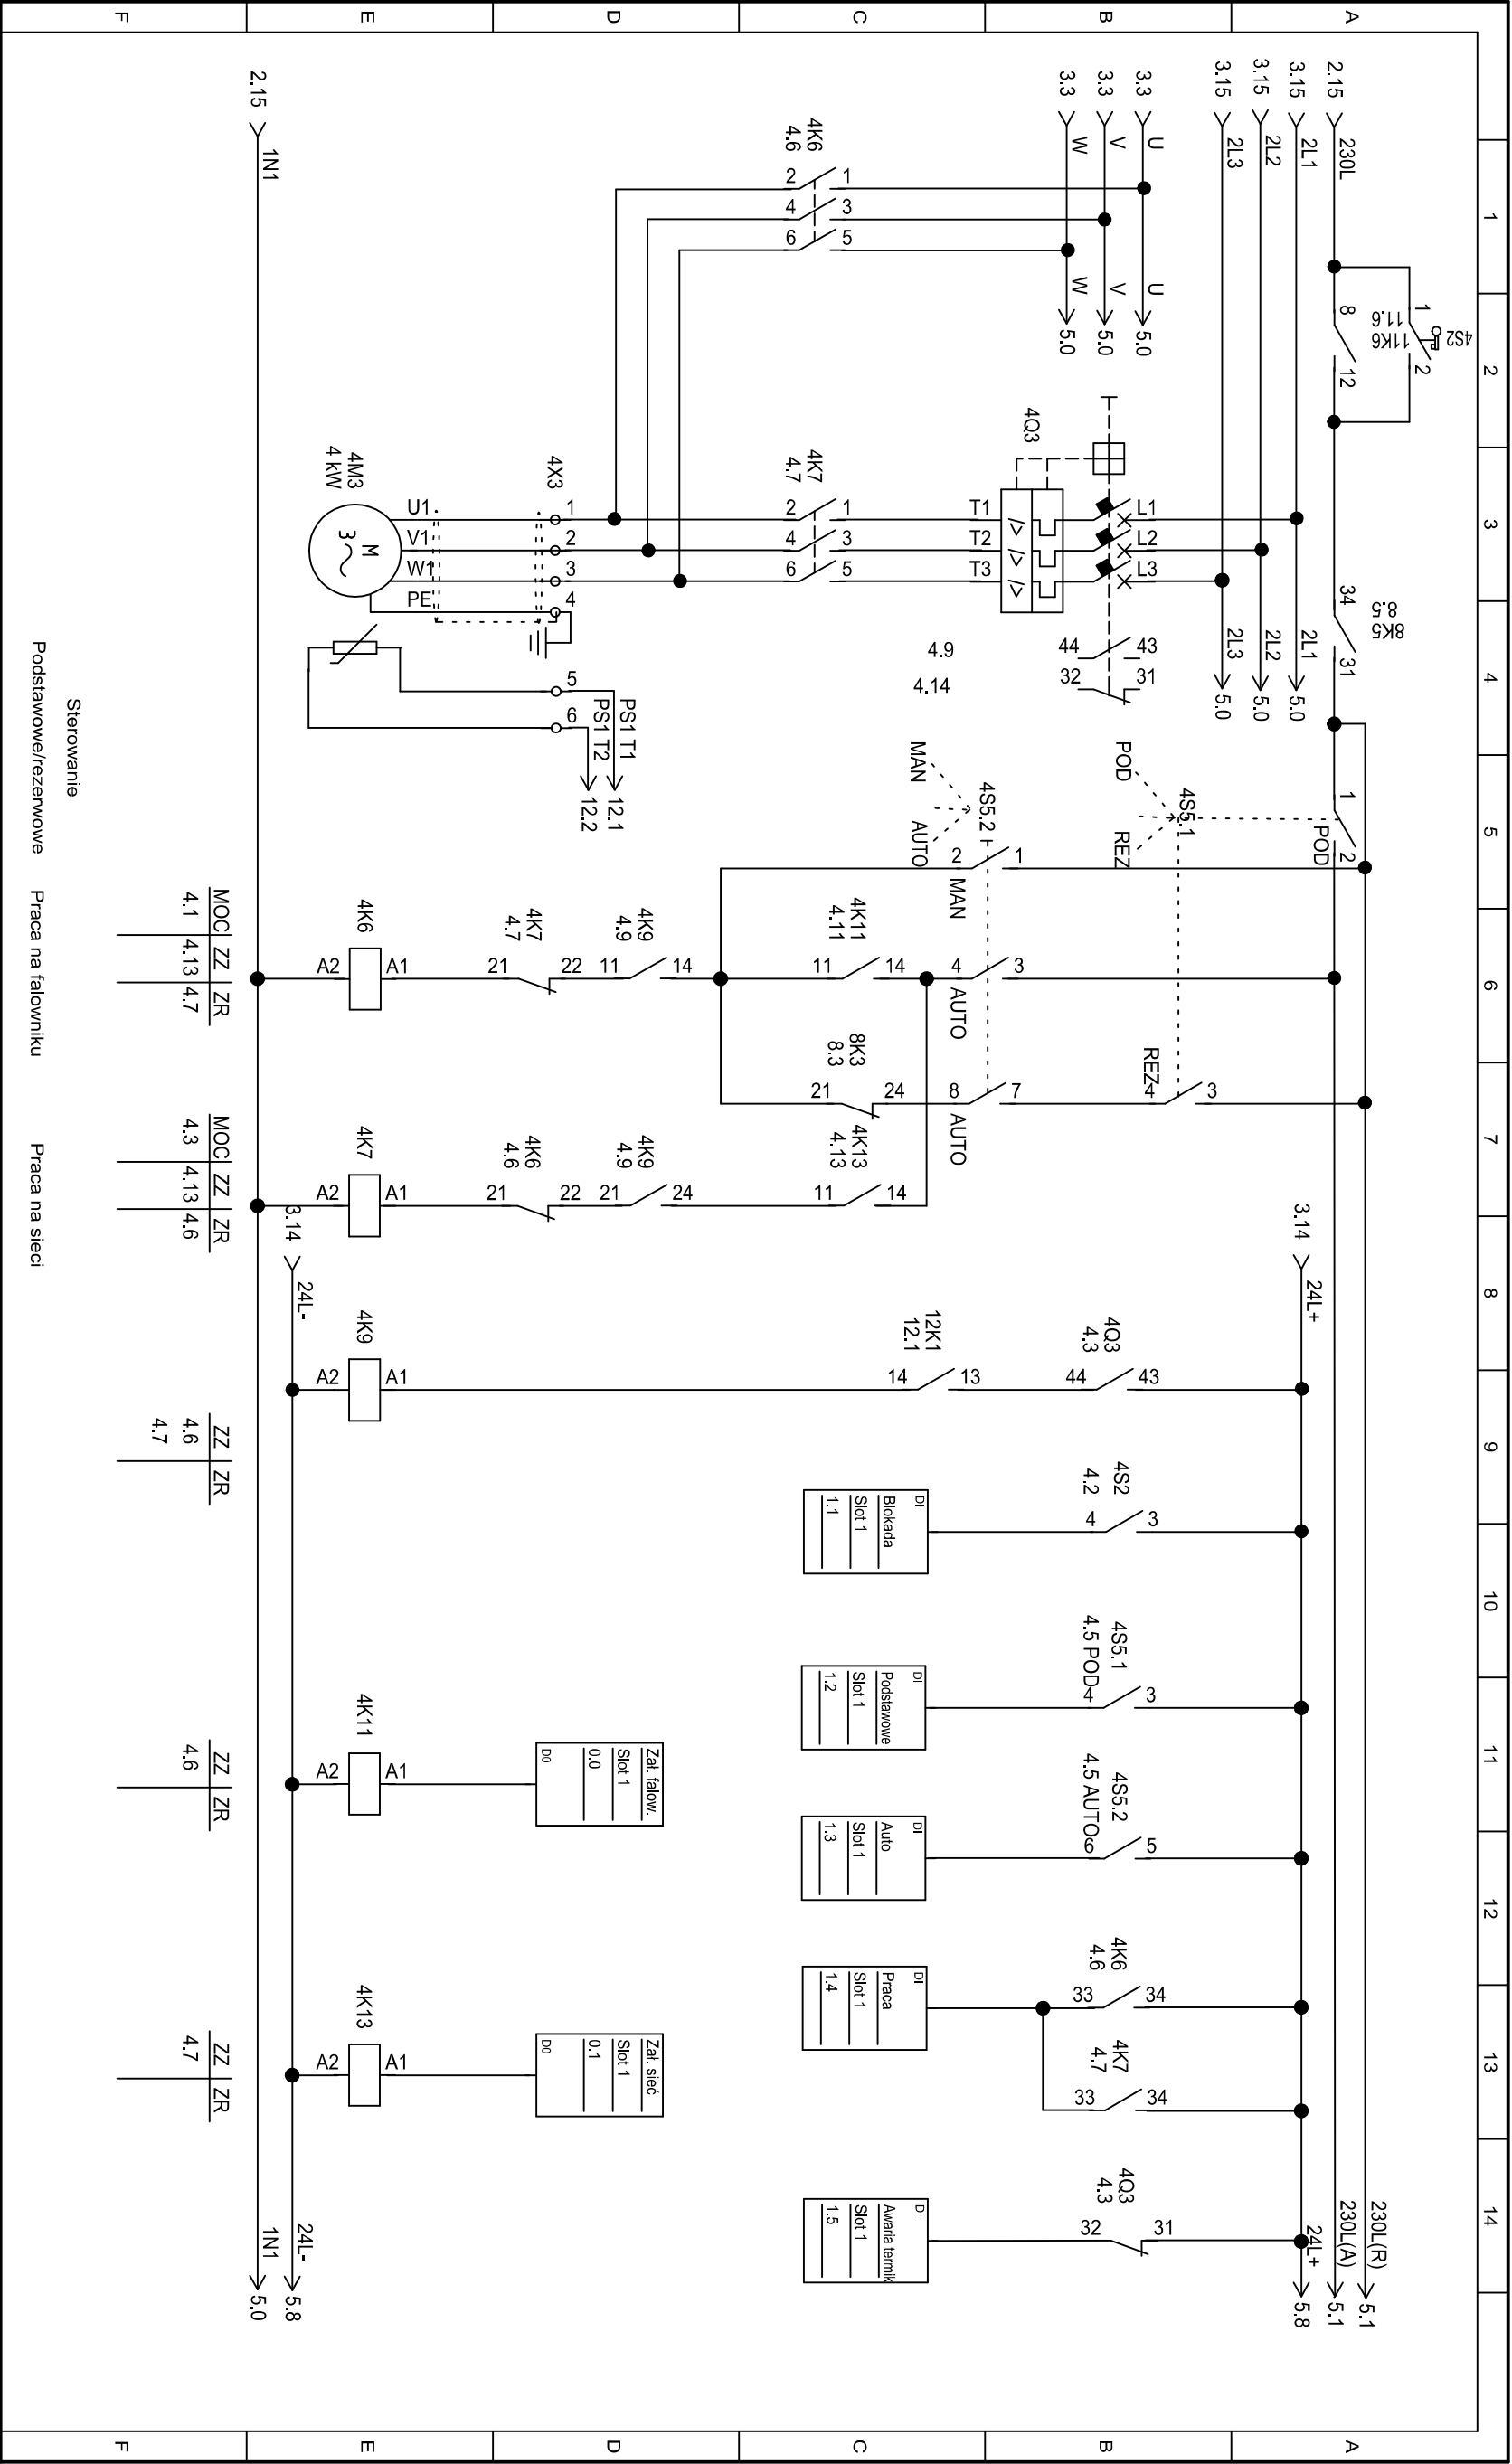 A
B
C
D
E
F
1
2
3
4
5
6
7
8
9
10
11
12
13
14
A
B
C
D
E
F
2.15
230L
3.15
2L1
3.15
2L2
3.15
2L3
3.3
U
3.3
V
3.3
W
U
5.0
V
5.0
W
5.0
4S2
1
2
11K6
11.6
8
12
8K5
8.5
34
31
2L1
5.0
2L2
5.0
2L3
5.0
1
2
POD
4K6
4.6
1
2
3
4
5
6
4Q3
L1
L2
L3
T1
T2
T3
I>
I>
I>
43
44
31
32
4.9
4.14
4K7
4.7
1
2
3
4
5
6
4X3
1
2
3
4
5
6
PS1 T1
PS1 T2
12.1
12.2
U1
V1
W1
PE
M
3
4M3
4 kW
2.15
1N1
4S5.1
POD
REZ
4S5.2
MAN
AUTO
1
2
MAN
3
4
AUTO
3
4
REZ
7
8
AUTO
4K11
4.11
14
11
8K3
8.3
24
21
4K13
4.13
14
11
4K9
4.9
14
11
4K7
4.7
22
21
4K6
A1
A2
4K9
4.9
24
21
4K6
4.6
22
21
4K7
A1
A2
MOC
ZZ
ZR
4.1
4.13
4.7
MOC
ZZ
ZR
4.3
4.13
4.6
3.14
24L+
3.14
24L-
4Q3
4.3
43
44
12K1
12.1
13
14
4K9
A1
A2
ZZ
ZR
4.6
4.7
4S2
4.2
3
4
DI
Blokada
Slot 1
1.1
4S5.1
4.5 POD
3
4
DI
Podstawowe
Slot 1
1.2
4S5.2
4.5 AUTO
5
6
DI
Auto
Slot 1
1.3
4K6
4.6
34
33
4K7
4.7
34
33
DI
Praca
Slot 1
1.4
4Q3
4.3
31
32
DI
Awaria termik
Slot 1
1.5
Zał. falow.
Slot 1
0.0
D0
4K11
A1
A2
ZZ
ZR
4.6
Zał. sieć
Slot 1
0.1
D0
4K13
A1
A2
ZZ
ZR
4.7
230L(R)
5.1
230L(A)
5.1
24L+
5.8
24L-
5.8
1N1
5.0
Sterowanie
Podstawowe/rezerwowe
Praca na falowniku
Praca na sieci